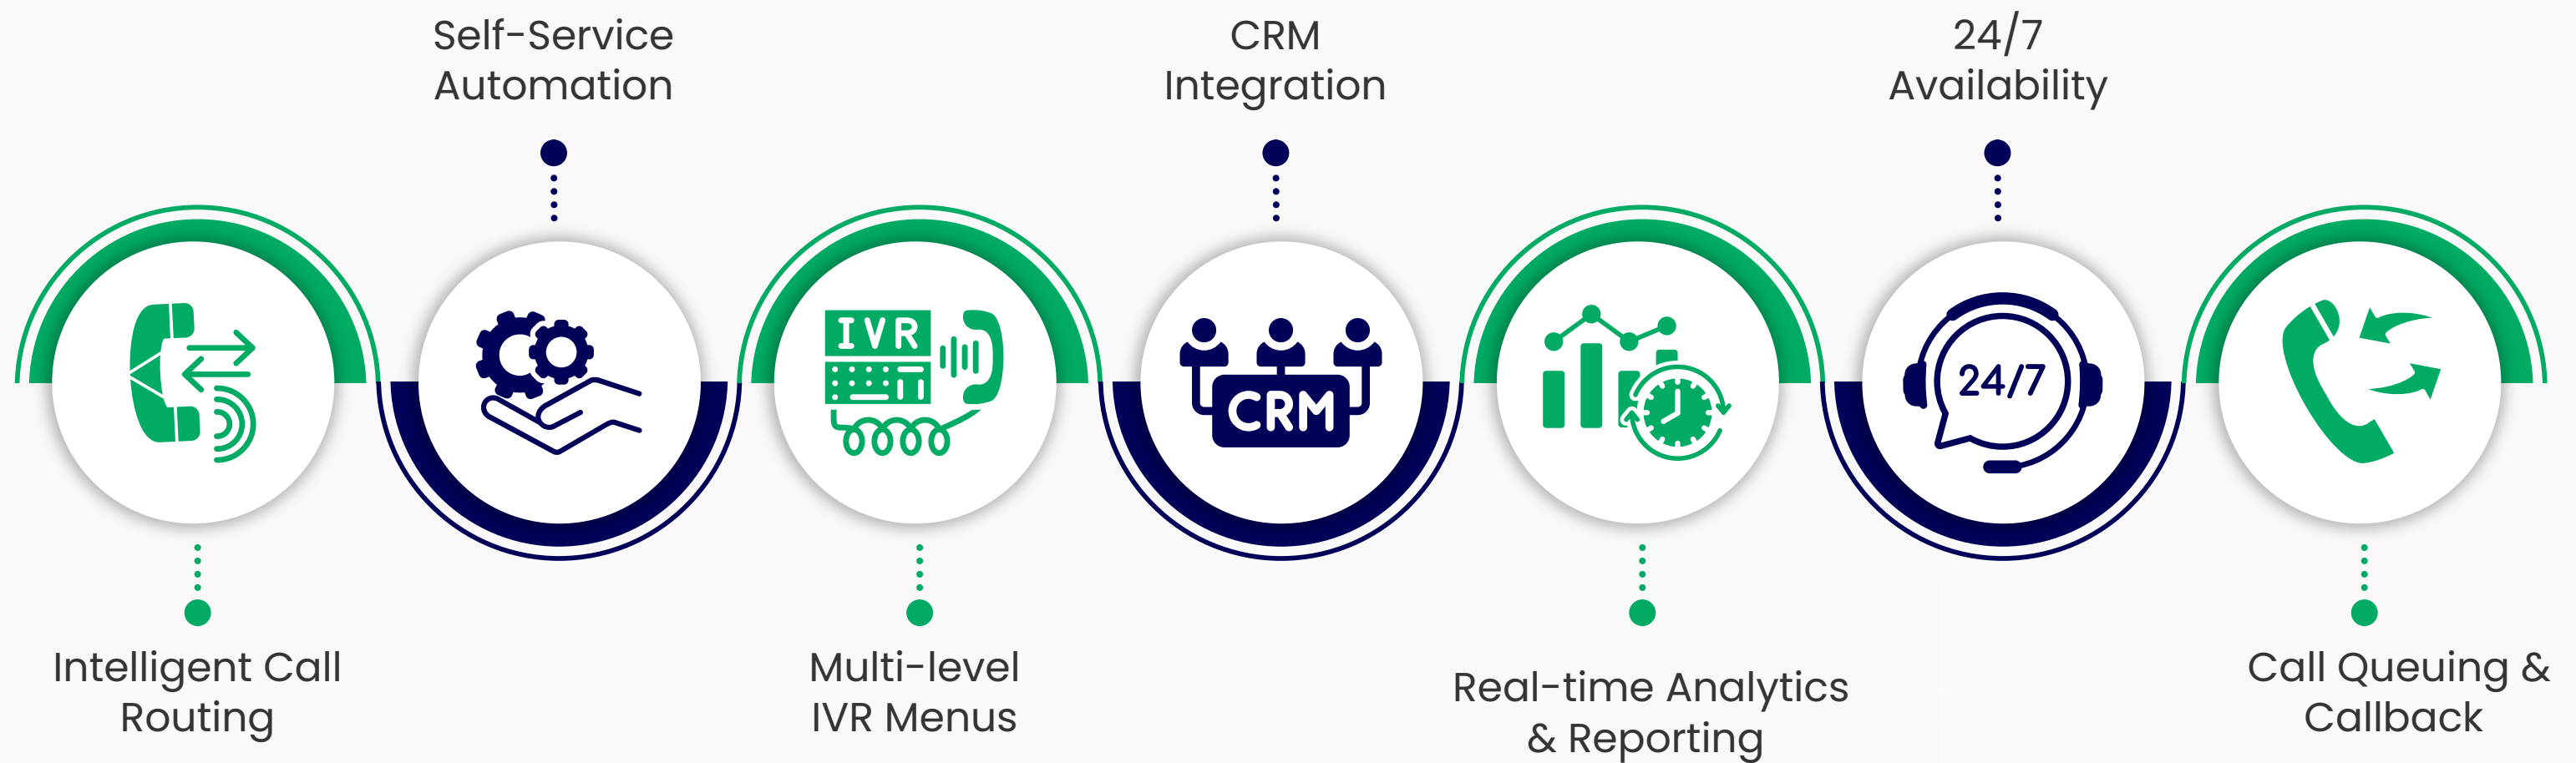 Self-Service
Automation
CRM
Integration
24/7
Availability
IVR
CRM
24/7
Intelligent Call
Routing
Multi-level
IVR Menus
Real-time Analytics
& Reporting
Call Queuing &
Callback